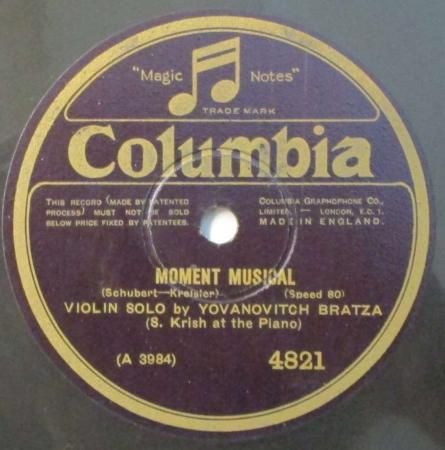 "Magic Notes"
TRADE MARK
Columbia
THIS RECORD (MADE BY PATENTED
PROCESS) MUST NOT BE SOLD
BELOW PRICE FIXED BY PATENTEES.
COLUMBIA GRAPHOPHONE CO.,
LIMITED. — LONDON, E.C.1.
MADE IN ENGLAND.
MOMENT MUSICAL
(Schubert—Kreisler) (Speed 80)
VIOLIN SOLO by YOVANOVITCH BRATZA
(S. Krish at the Piano)
(A 3984) 4821